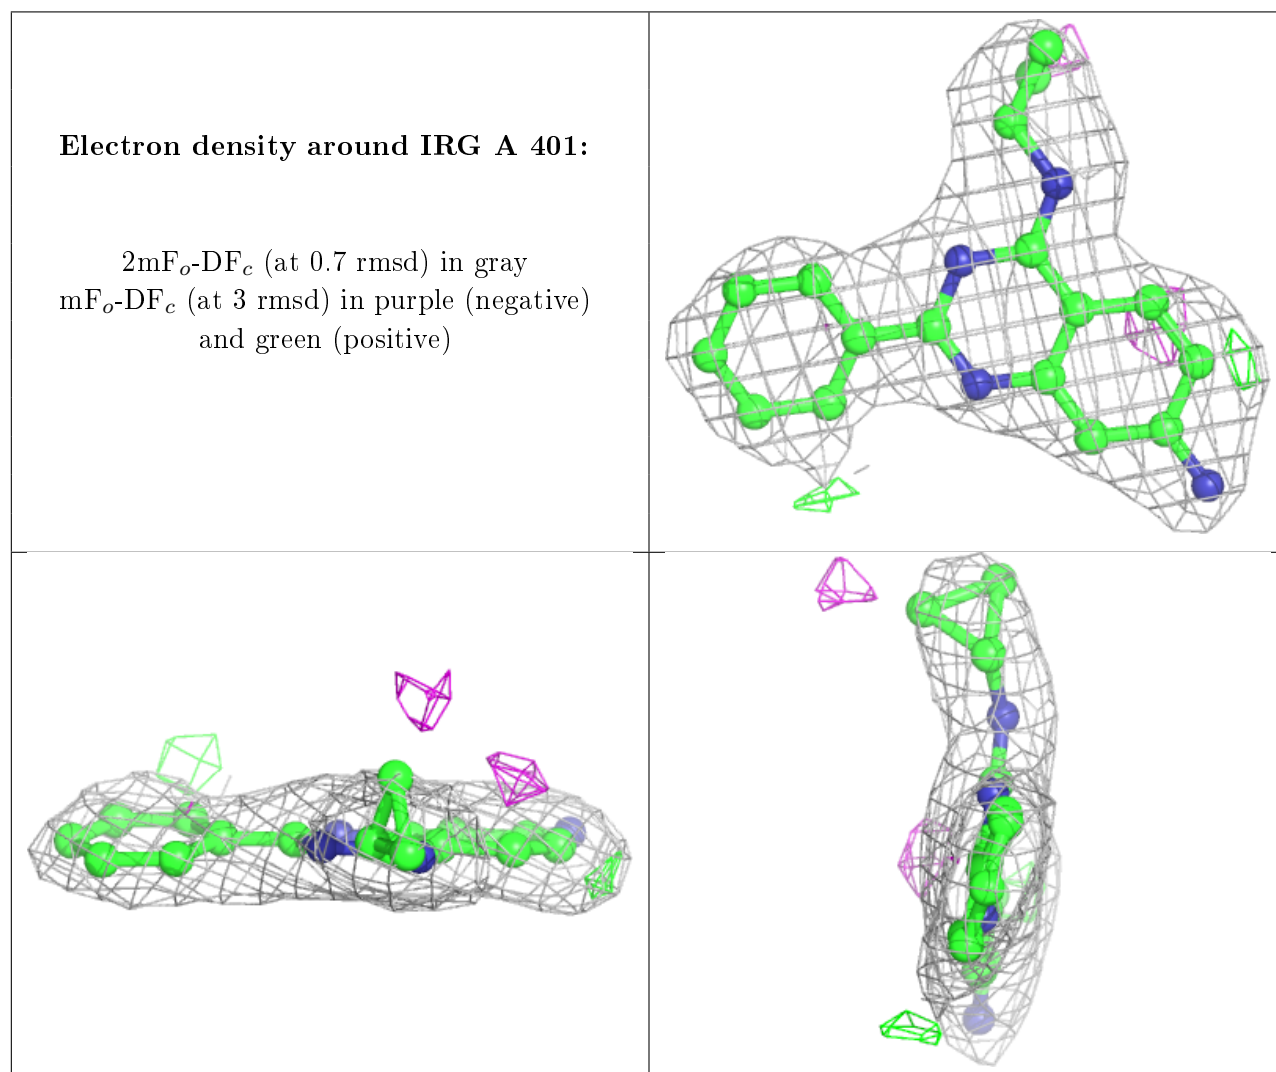 Electron density around IRG A 401:
2mFo-DFc (at 0.7 rmsd) in gray
mFo-DFc (at 3 rmsd) in purple (negative)
and green (positive)